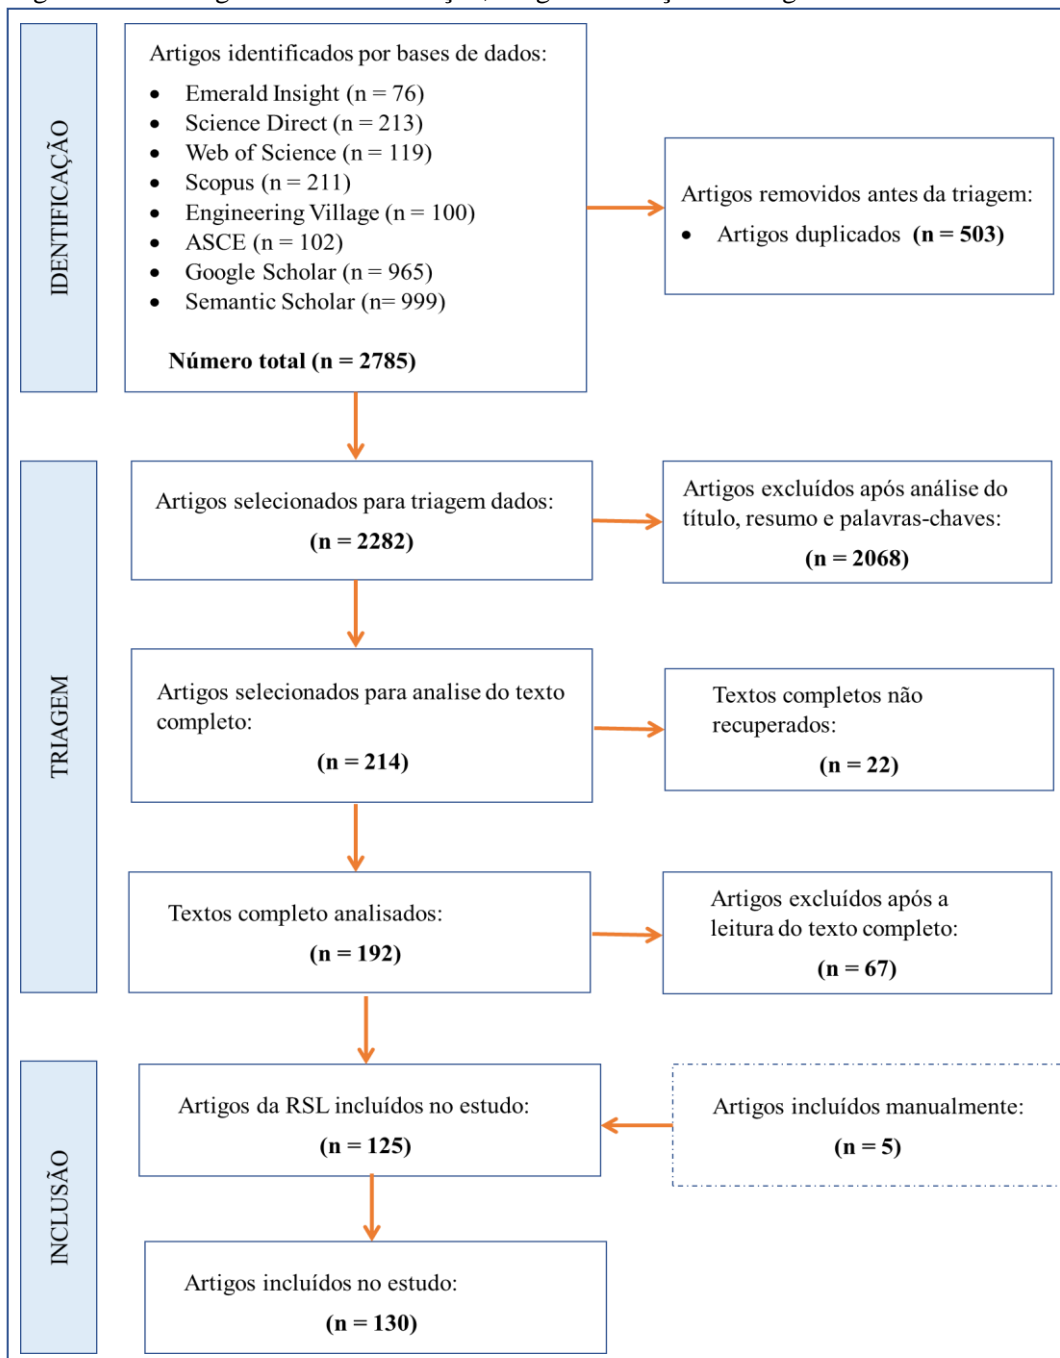 IDENTIFICAÇÃO
Artigos identificados por bases de dados:
• Emerald Insight (n = 76)
• Science Direct (n = 213)
• Web of Science (n = 119)
• Scopus (n = 211)
• Engineering Village (n = 100)
• ASCE (n = 102)
• Google Scholar (n = 965)
• Semantic Scholar (n= 999)
Número total (n = 2785)
Artigos removidos antes da triagem:
• Artigos duplicados (n = 503)
TRIAGEM
Artigos selecionados para triagem dados:
(n = 2282)
Artigos excluídos após análise do
título, resumo e palavras-chaves:
(n = 2068)
Artigos selecionados para analise do texto
completo:
(n = 214)
Textos completos não
recuperados:
(n = 22)
Textos completo analisados:
(n = 192)
Artigos excluídos após a
leitura do texto completo:
(n = 67)
INCLUSÃO
Artigos da RSL incluídos no estudo:
(n = 125)
Artigos incluídos manualmente:
(n = 5)
Artigos incluídos no estudo:
(n = 130)